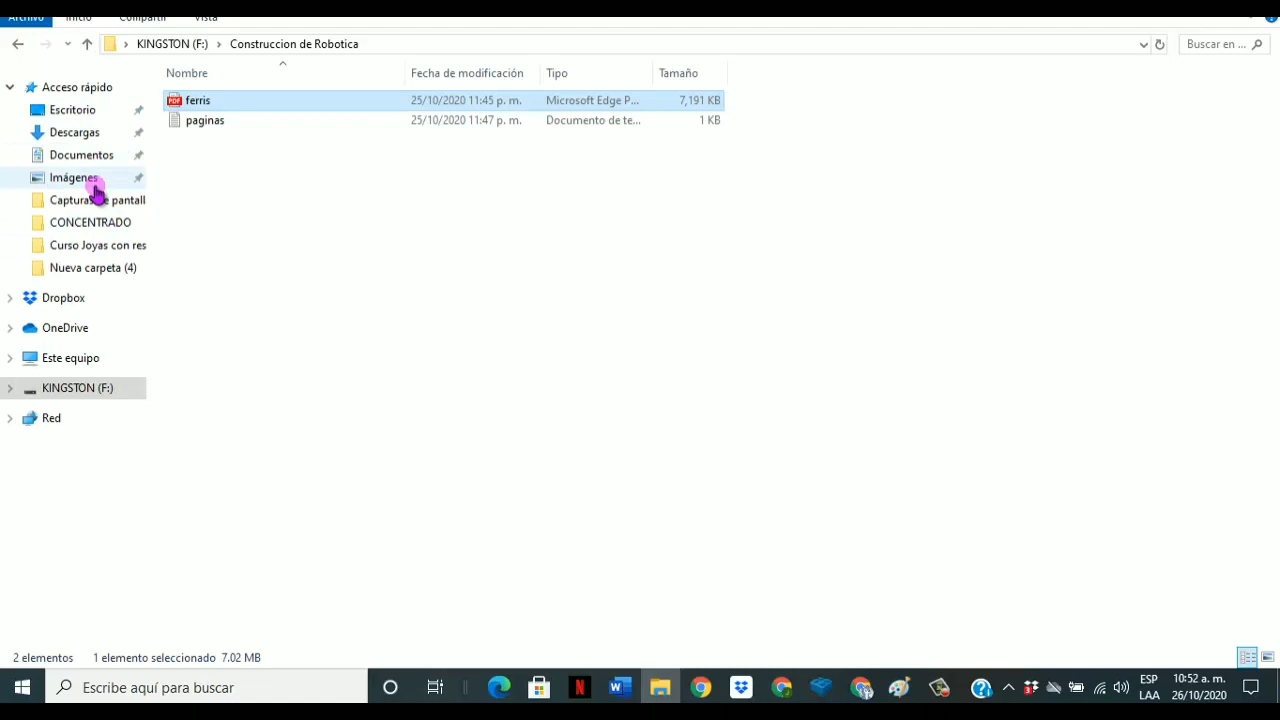 Archivo Inicio Compartir Vista
KINGSTON (F:) › Construccion de Robotica
Buscar en ...
Nombre Fecha de modificación Tipo Tamaño
ferris 25/10/2020 11:45 p. m. Microsoft Edge P... 7,191 KB
paginas 25/10/2020 11:47 p. m. Documento de te... 1 KB
Acceso rápido
Escritorio
Descargas
Documentos
Imágenes
Capturas de pantall
CONCENTRADO
Curso Joyas con res
Nueva carpeta (4)
Dropbox
OneDrive
Este equipo
KINGSTON (F:)
Red
2 elementos 1 elemento seleccionado 7.02 MB
Escribe aquí para buscar
ESP
LAA
10:52 a. m.
26/10/2020